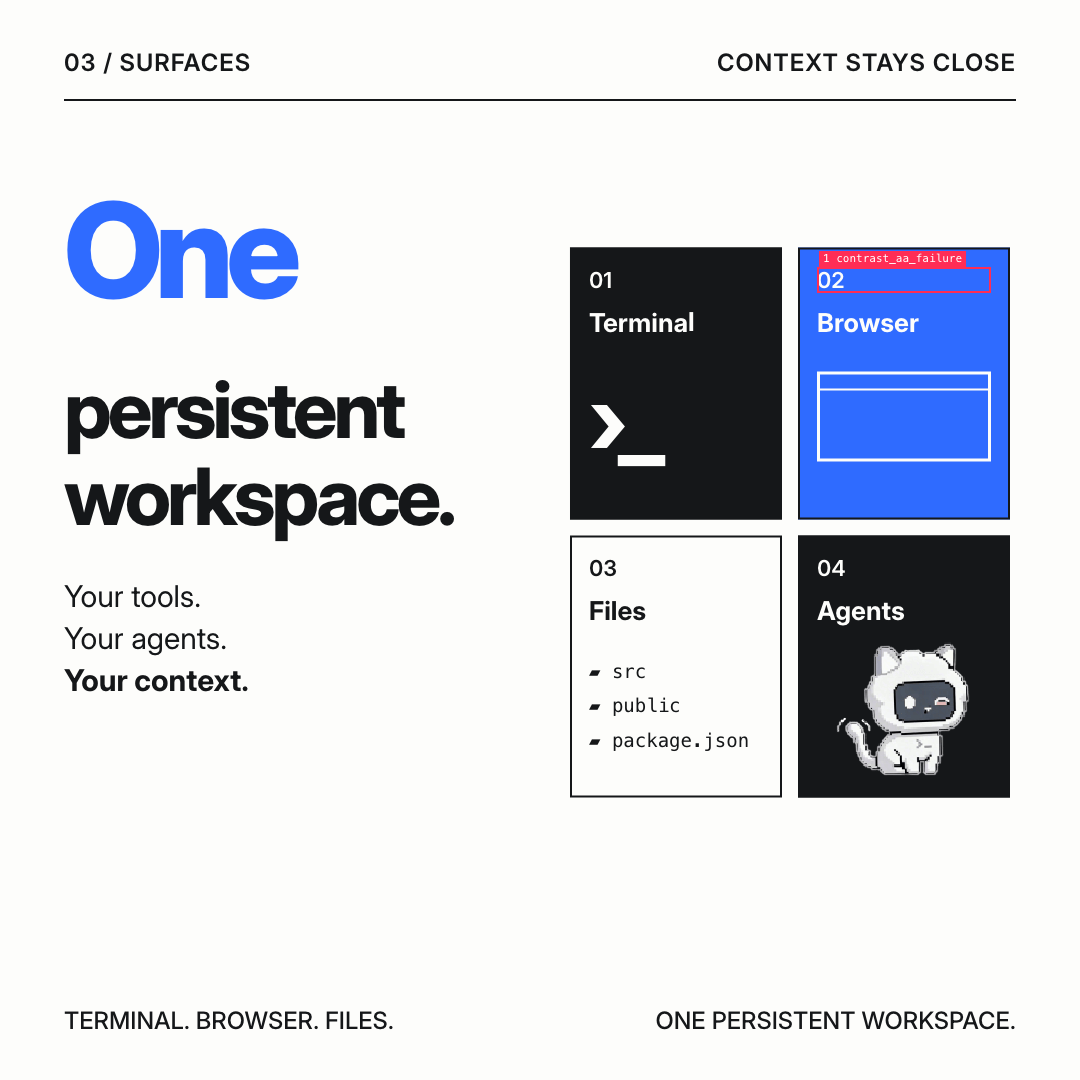 03 / SURFACES
CONTEXT STAYS CLOSE
One
persistent
workspace.
Your tools.
Your agents.
Your context.
01
Terminal
1 contrast_aa_failure
02
Browser
03
Files
src
public
package.json
04
Agents
TERMINAL. BROWSER. FILES.
ONE PERSISTENT WORKSPACE.